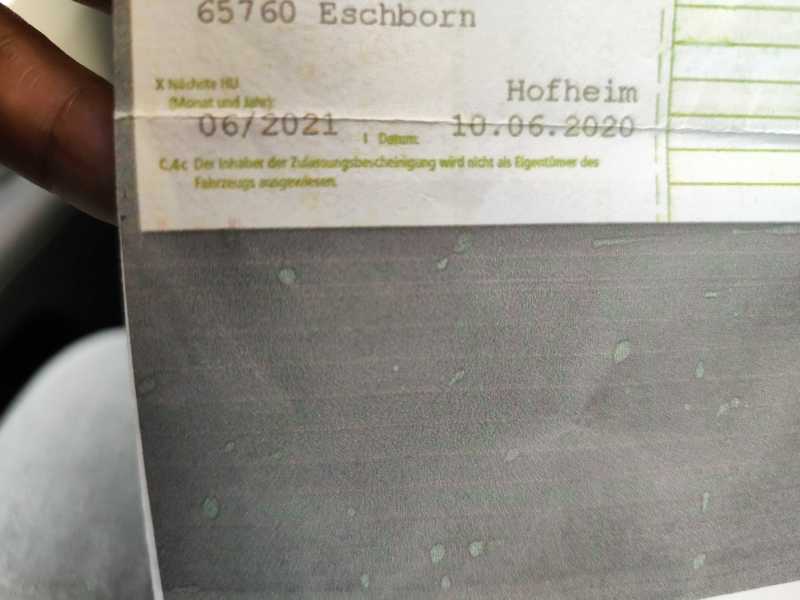 65760 Eschborn
X Nächste HU Hofheim
(Monat und Jahr):
06/2021 I Datum: 10.06.2020
C.4c Der Inhaber der Zulassungsbescheinigung wird nicht als Eigentümer des
Fahrzeugs ausgewiesen.